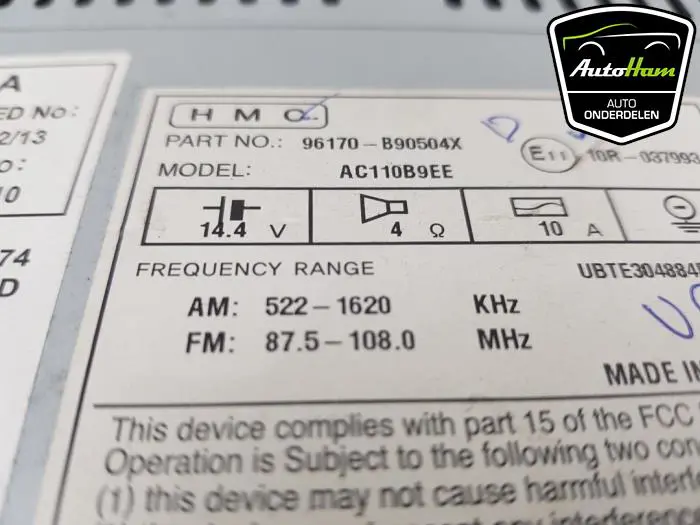 AutoHam
AUTO
ONDERDELEN
A
ED NO:
2/13
o:
10
74
D
HMC
PART NO.: 96170-B90504X
E11 10R-037993
MODEL: AC110B9EE
14.4 V 4 Ω 10 A
FREQUENCY RANGE
UBTE3048845
AM: 522-1620 KHz
FM: 87.5-108.0 MHz
MADE IN
This device complies with part 15 of the FCC
Operation is Subject to the following two con
(1) this device may not cause harmful interfe